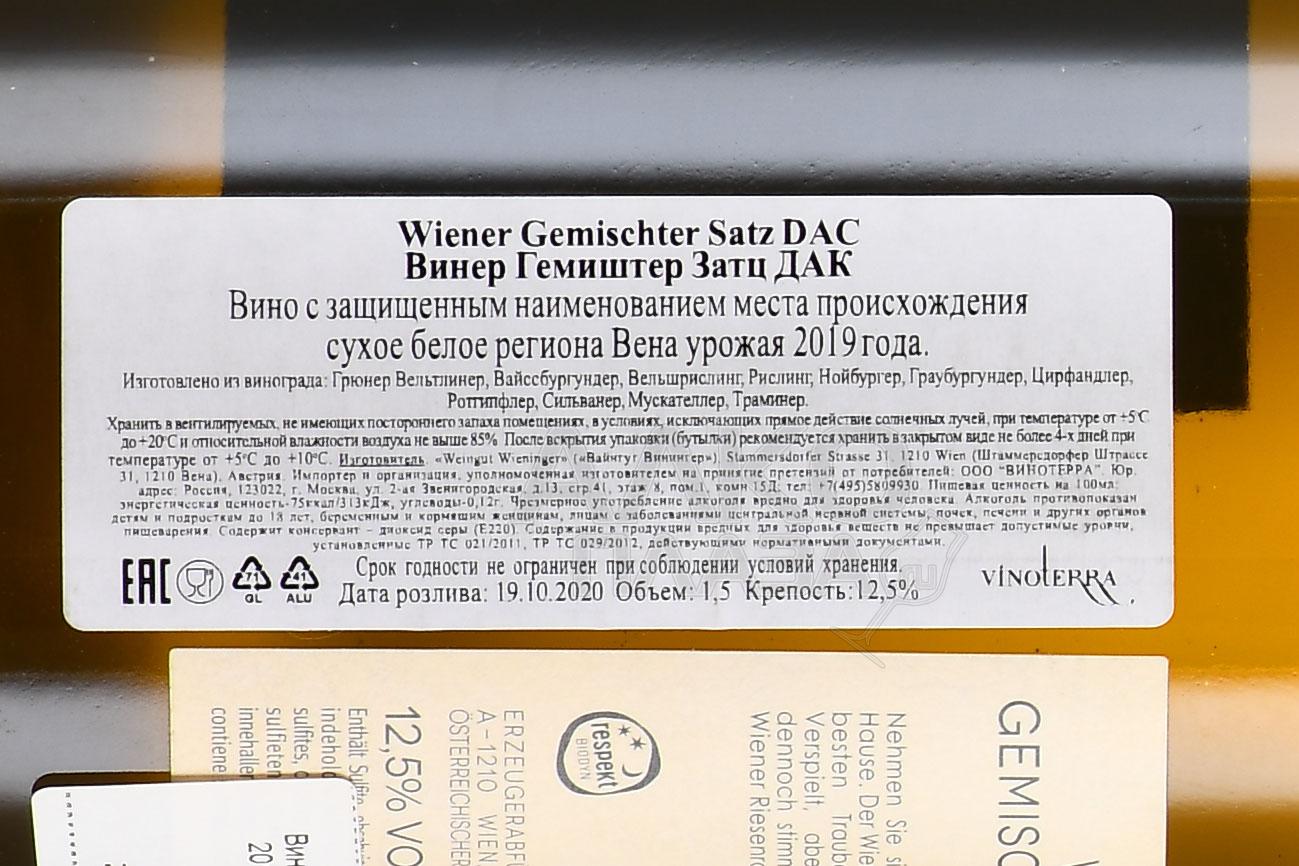 Wiener Gemischter Satz DAC
Винер Гемиштер Затц ДАК
Вино с защищенным наименованием места происхождения
сухое белое региона Вена урожая 2019 года.
Изготовлено из винограда: Грюнер Вельтлинер, Вайссбургундер, Вельшрислинг, Рислинг, Нойбургер, Граубургундер, Цирфандлер,
Ротгипфлер, Сильванер, Мускателлер, Траминер.
Хранить в вентилируемых, не имеющих постороннего запаха помещениях, в условиях, исключающих прямое действие солнечных лучей, при температуре от +5°С
до +20°С и относительной влажности воздуха не выше 85% После вскрытия упаковки (бутылки) рекомендуется хранить в закрытом виде не более 4-х дней при
температуре от +5°С до +10°С. Изготовитель: «Weingut Wieninger» («Вайнгут Винингер»), Stammersdorfer Strasse 31, 1210 Wien (Штаммерсдорфер Штрассе
31, 1210 Вена), Австрия. Импортер и организация, уполномоченная изготовителем на принятие претензий от потребителей: ООО "ВИНОТЕРРА". Юр.
адрес: Россия, 123022, г. Москва, ул. 2-ая Звенигородская, д.13, стр.41, этаж 8, пом.1, комн 15Д; тел: +7(495)5809930. Пищевая ценность на 100мл:
энергетическая ценность-75ккал/313кДж, углеводы-0,12г. Чрезмерное употребление алкоголя вредно для здоровья человека. Алкоголь противопоказан
детям и подросткам до 18 лет, беременным и кормящим женщинам, лицам с заболеваниями центральной нервной системы, почек, печени и других органов
пищеварения. Содержит консервант – диоксид серы (E220). Содержание в продукции вредных для здоровья веществ не превышает допустимые уровни,
установленные ТР ТС 021/2011, ТР ТС 029/2012, действующими нормативными документами.
Срок годности не ограничен при соблюдении условий хранения.
Дата розлива: 19.10.2020 Объем: 1,5 Крепость:12,5%
EAC
71
GL
41
ALU
VINOTERRA
GEMISC
Nehmen Sie s
Hause. Der Wie
besten Traub
Verspielt, abe
dennoch stimm
Wiener Riesenr
respekt
BIODYN
ERZEUGERABF
A-1210 WIEN
ÖSTERREICHISCHER
12,5% VO
Enthält Sulfite
indehold
sulfites,
sulfieten
innehaller
contiene
Вин
20